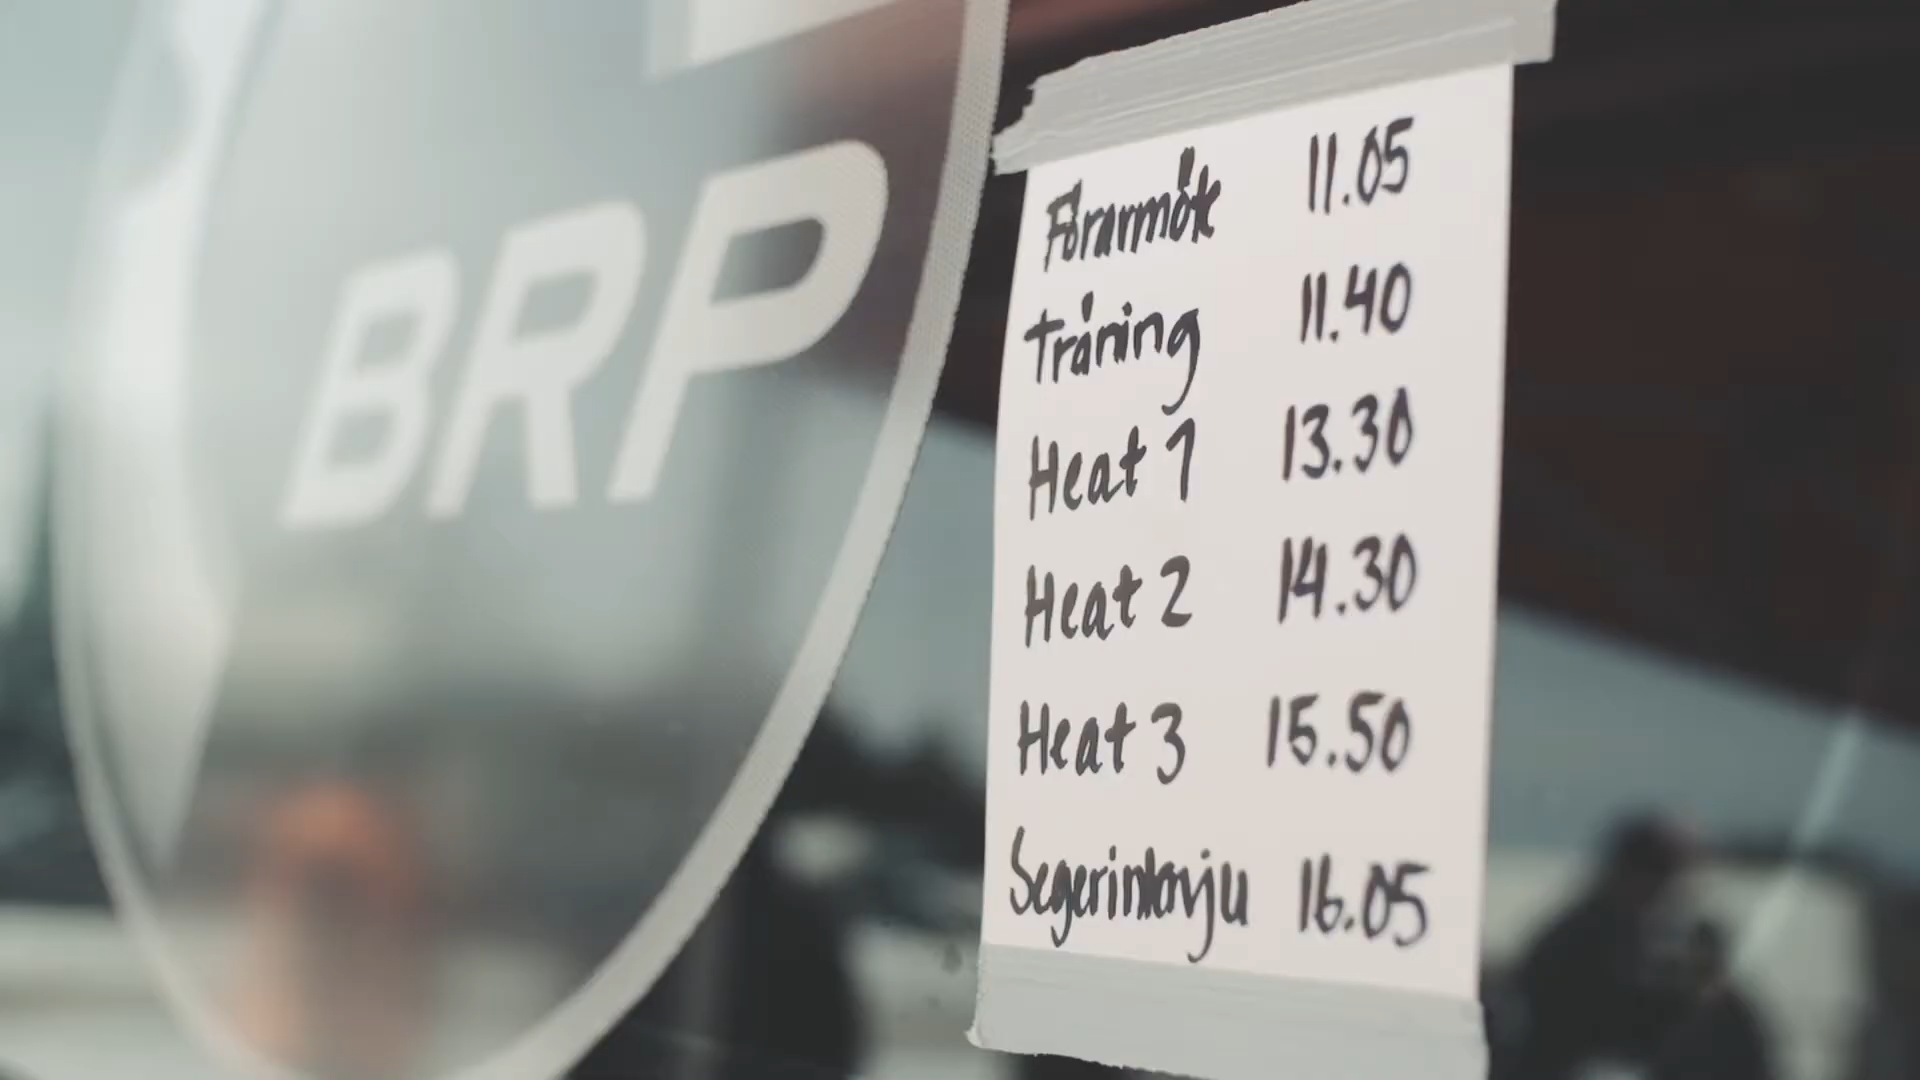 BRP
Förarmöte 11.05
Träning 11.40
Heat 1 13.30
Heat 2 14.30
Heat 3 15.50
Segerintervju 16.05